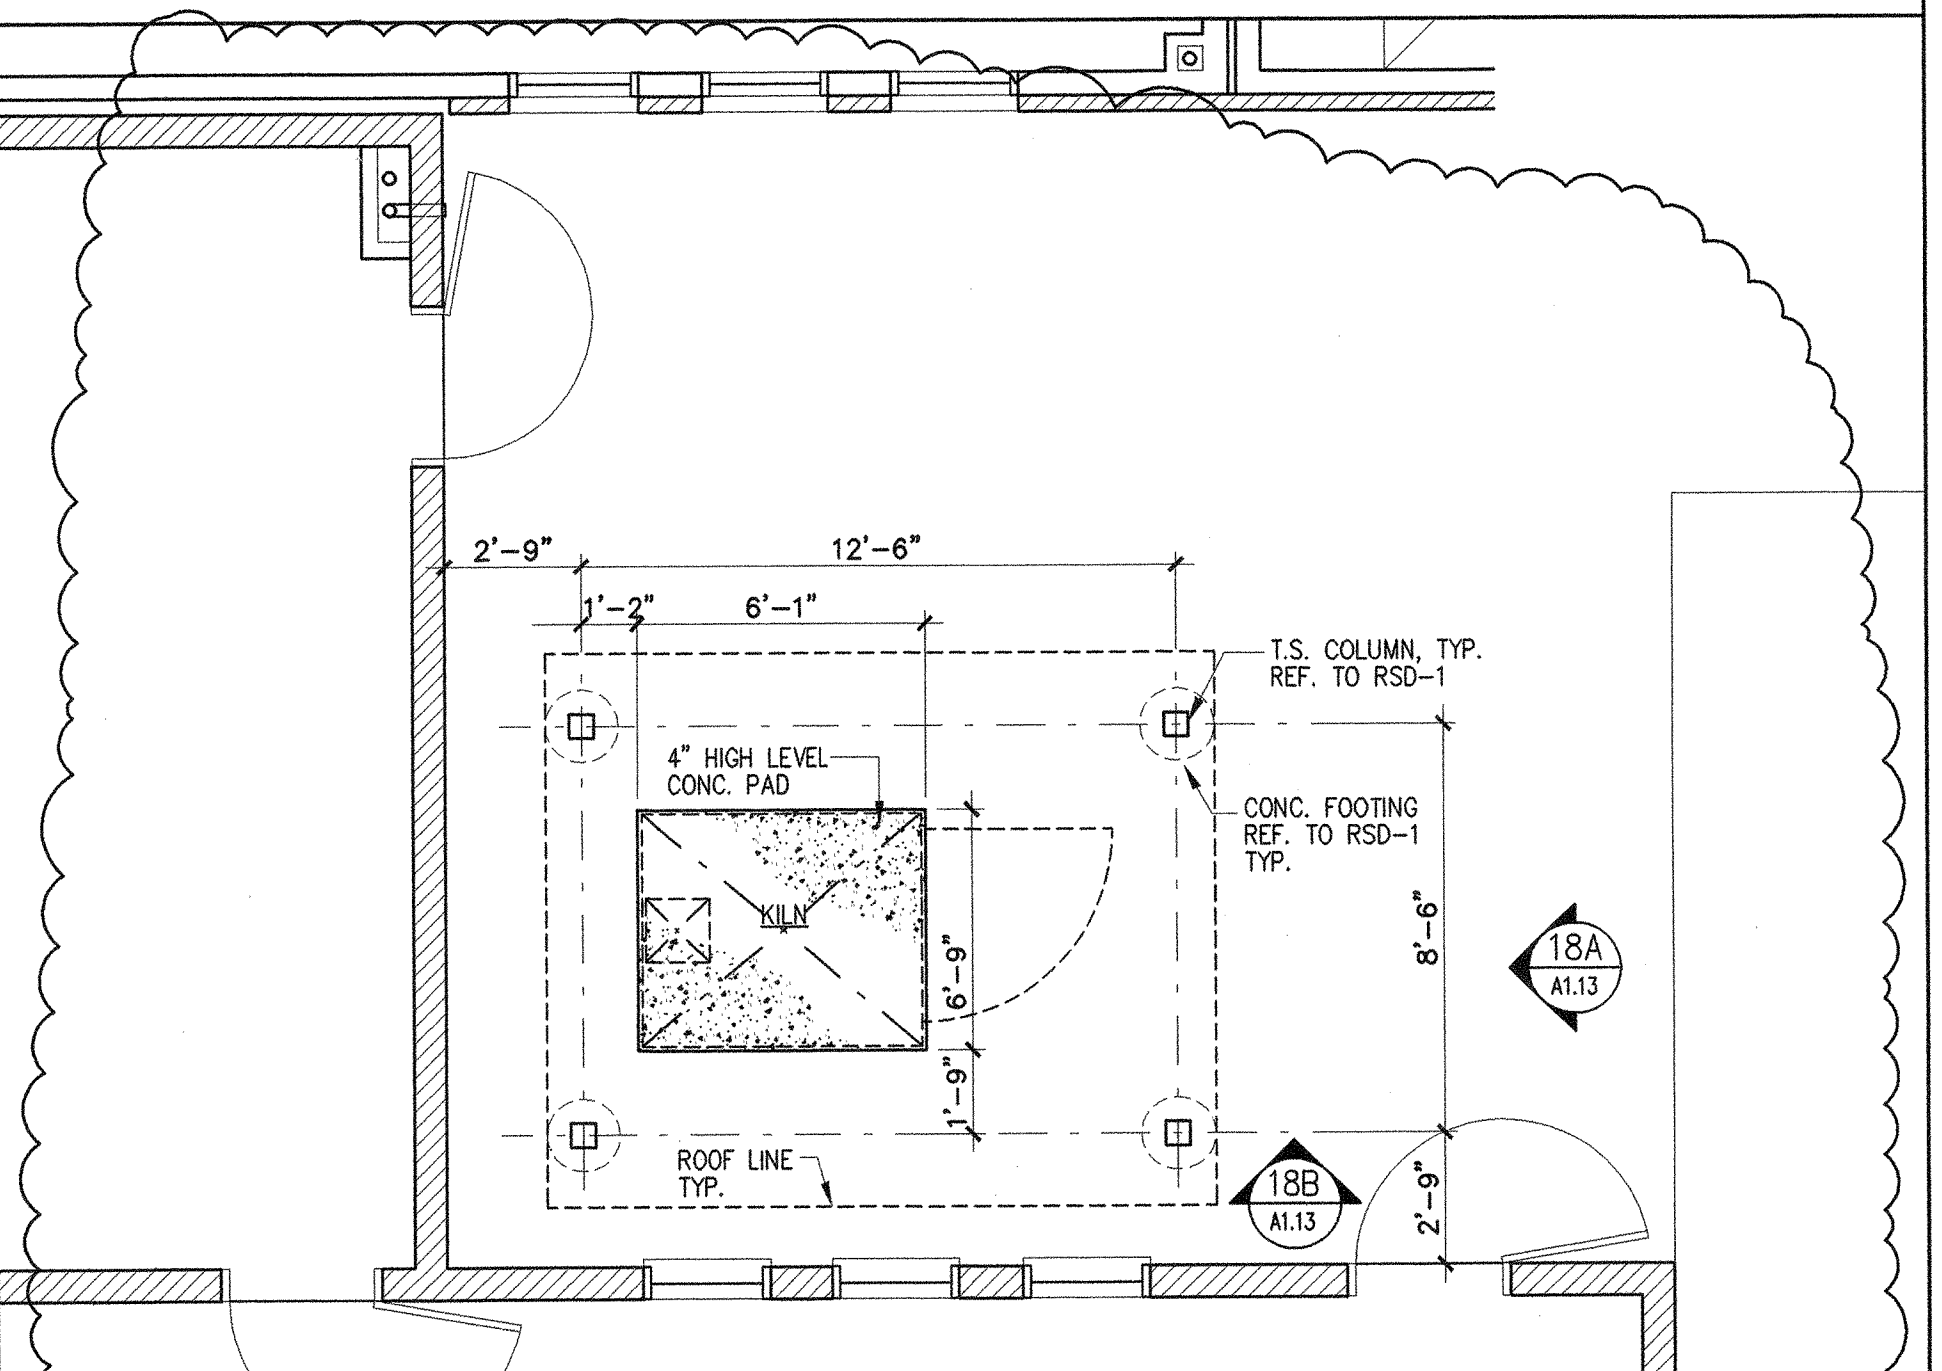 2'-9"
12'-6"
1'-2"
6'-1"
T.S. COLUMN, TYP.
REF. TO RSD-1
4" HIGH LEVEL
CONC. PAD
CONC. FOOTING
REF. TO RSD-1
TYP.
KILN
6'-9"
8'-6"
18A
A1.13
1'-9"
ROOF LINE
TYP.
18B
A1.13
2'-9"